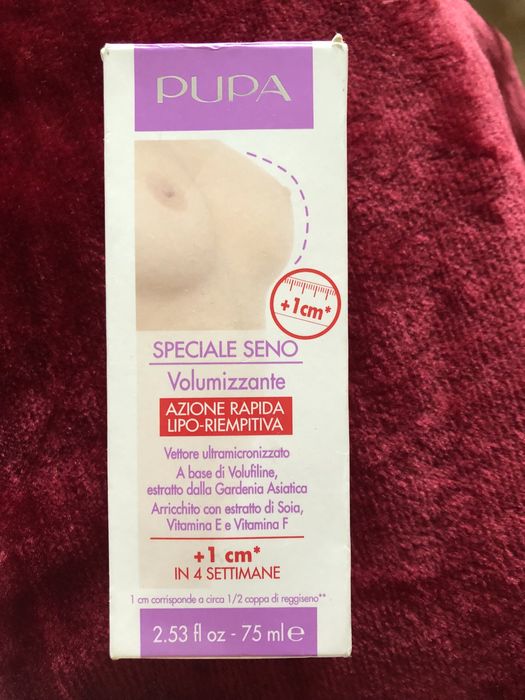 PUPA
+1cm*
SPECIALE SENO
Volumizzante
AZIONE RAPIDA
LIPO-RIEMPITIVA
Vettore ultramicronizzato
A base di Volufiline,
estratto dalla Gardenia Asiatica
Arricchito con estratto di Soia,
Vitamina E e Vitamina F
+1 cm*
IN 4 SETTIMANE
1 cm corrisponde a circa 1/2 coppa di reggiseno**
2.53 fl oz - 75 ml e